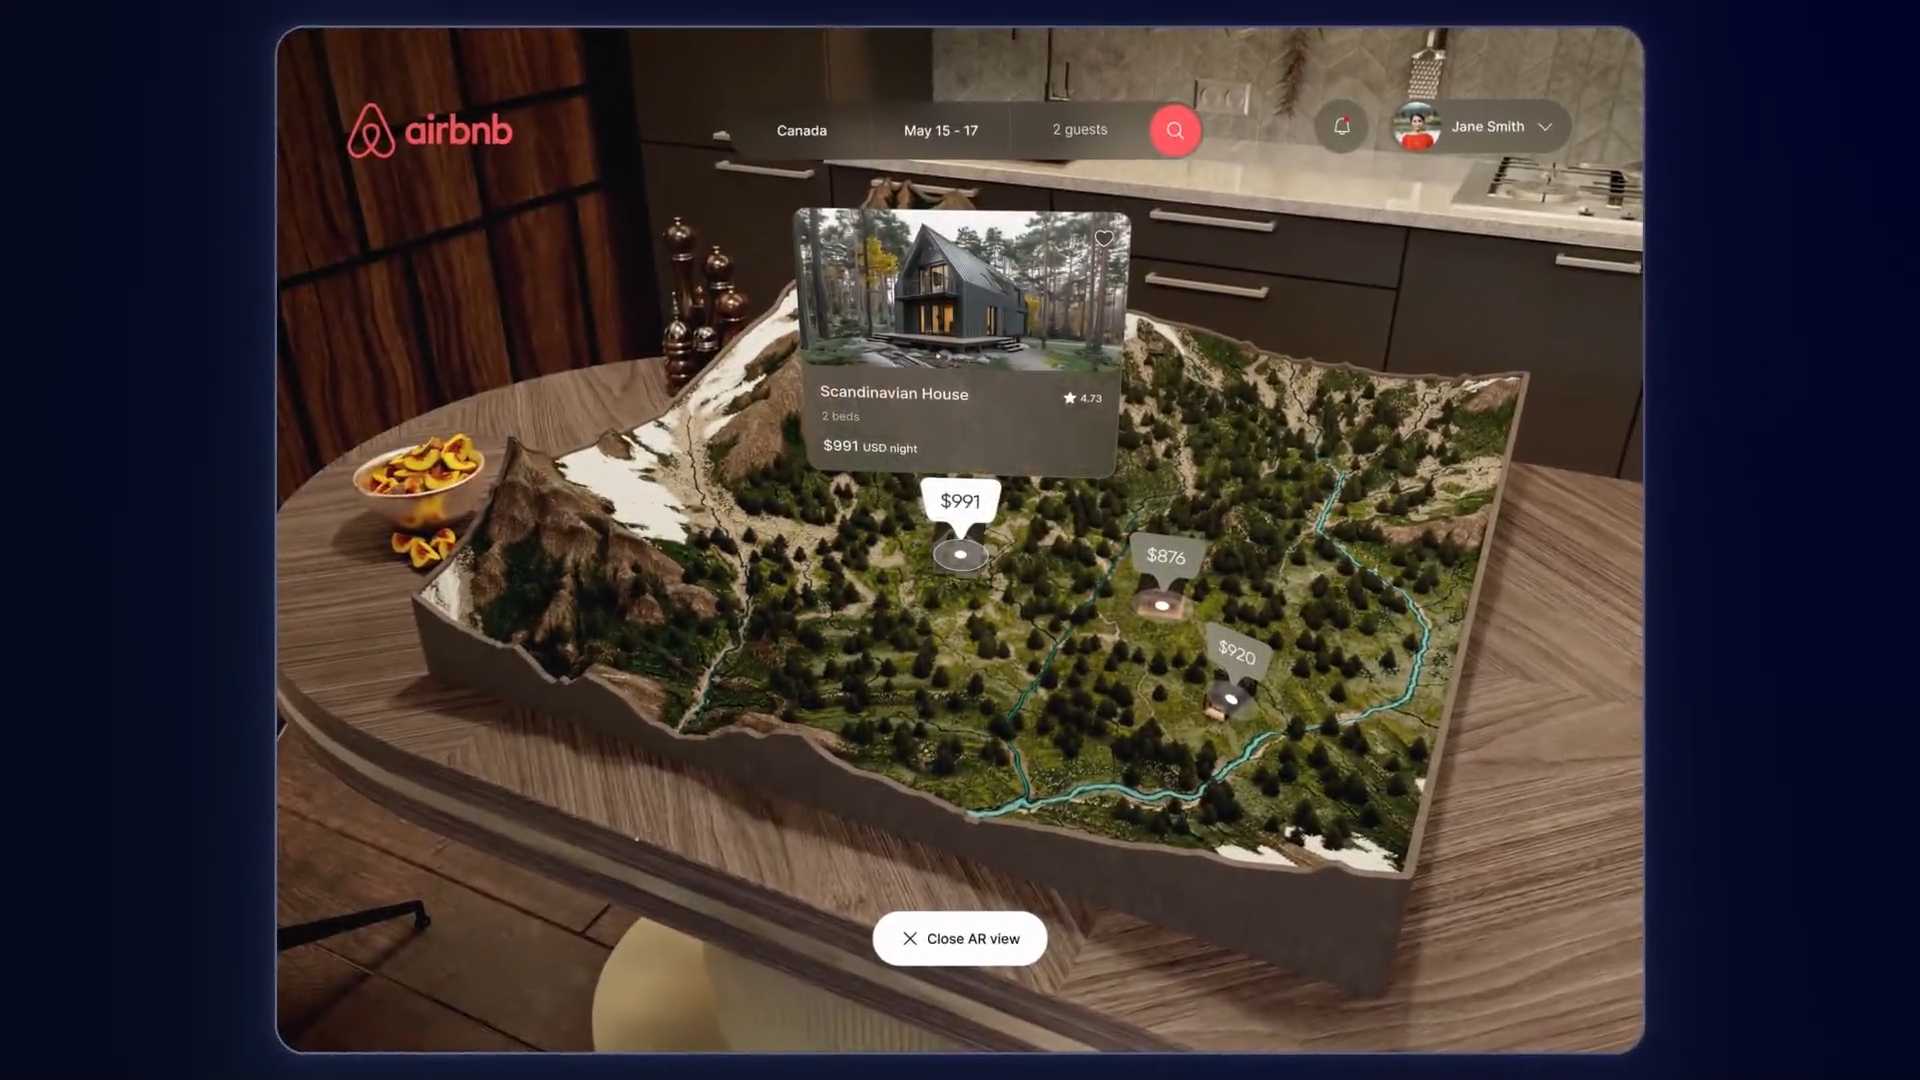 airbnb
Canada
May 15 - 17
2 guests
Jane Smith
Scandinavian House
4.73
2 beds
$991 USD night
$991
$876
$920
Close AR view